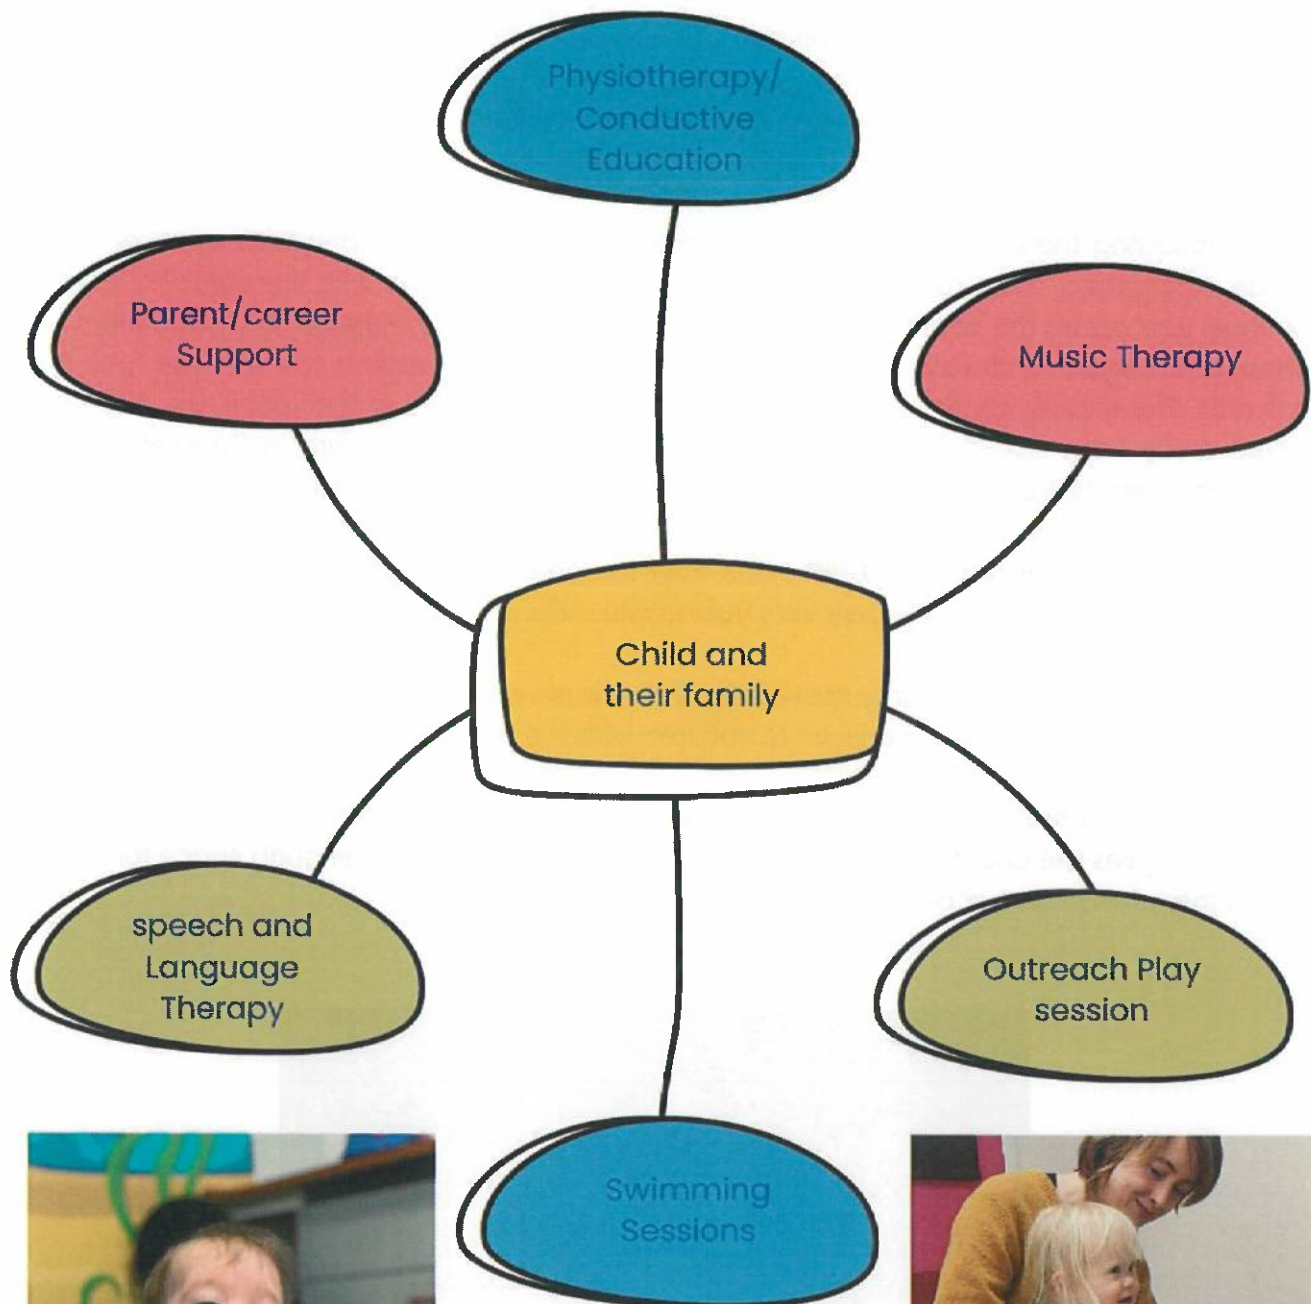 Physiotherapy/
Conductive
Education
Parent/career
Support
Music Therapy
Child and
their family
speech and
Language
Therapy
Outreach Play
session
Swimming
Sessions